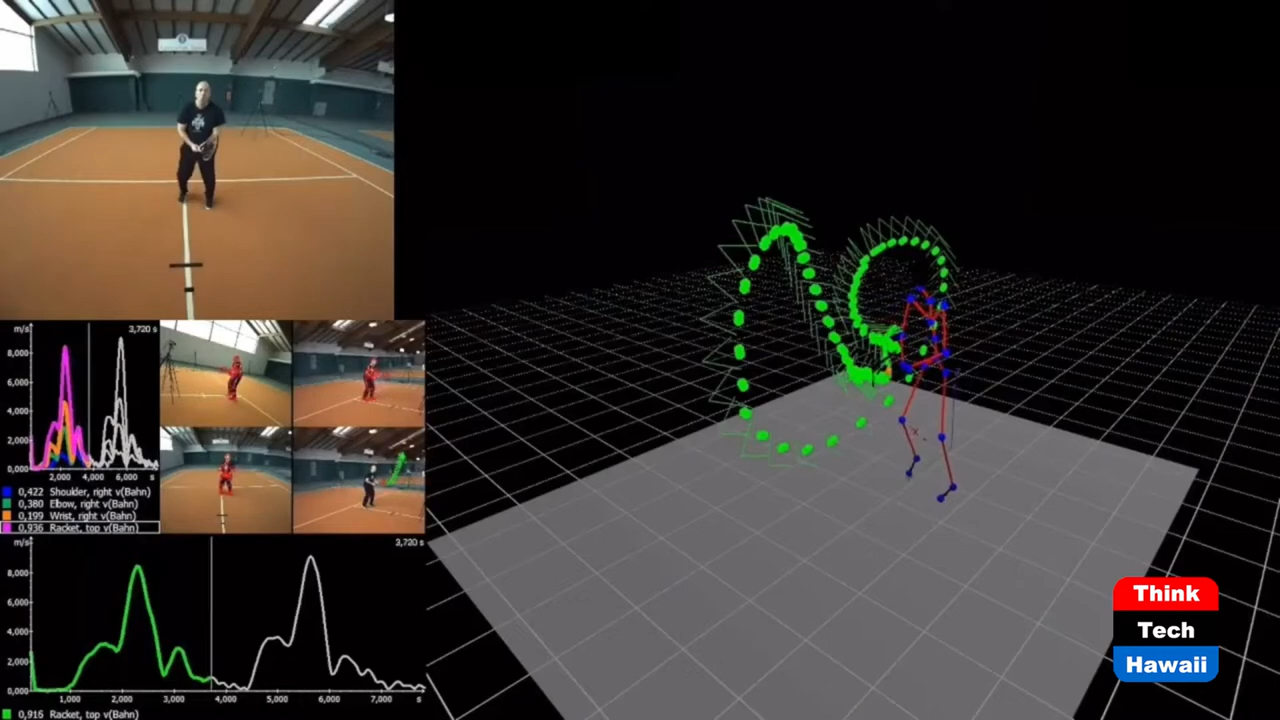 m/s
3,720 s
8,000
6,000
4,000
2,000
0,000
2,000 4,000 6,000 s
0,422 Shoulder, right v(Bahn)
0,380 Elbow, right v(Bahn)
0,199 Wrist, right v(Bahn)
0,936 Racket, top v(Bahn)
m/s
3,720 s
8,000
6,000
4,000
2,000
0,000
1,000 2,000 3,000 4,000 5,000 6,000 7,000 s
0,916 Racket, top v(Bahn)
Think
Tech
Hawaii